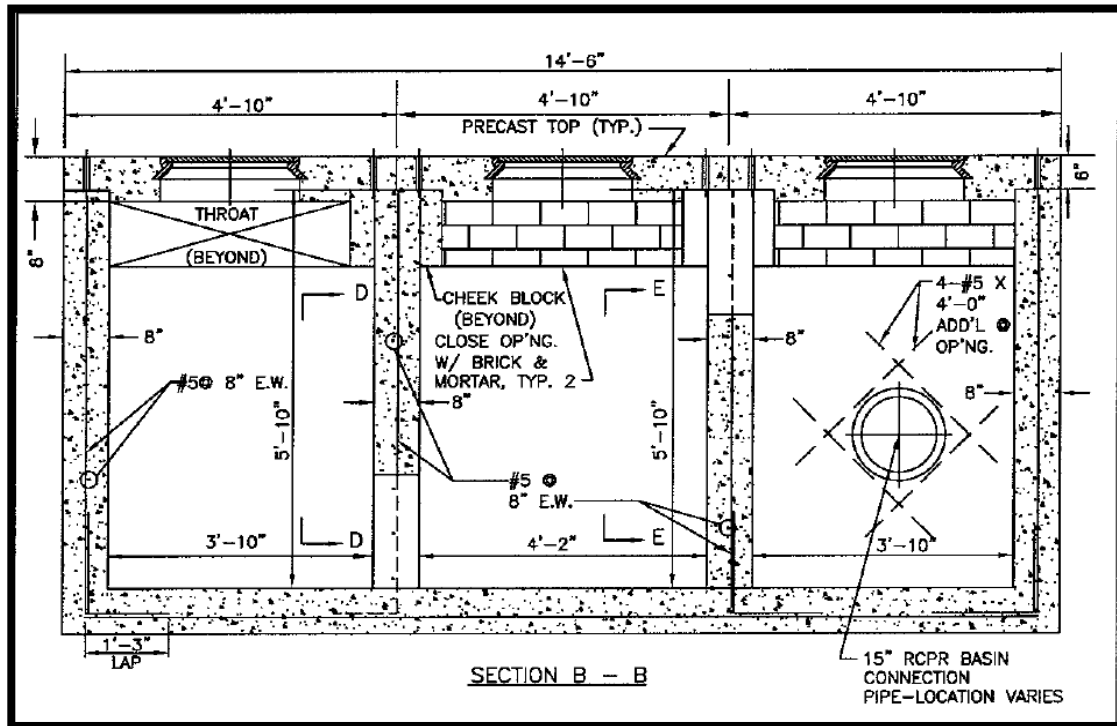 14'-6"
4'-10"
4'-10"
4'-10"
PRECAST TOP (TYP.)
6"
8"
THROAT
(BEYOND)
D
E
CHEEK BLOCK
(BEYOND)
CLOSE OP'NG.
W/ BRICK &
MORTAR, TYP. 2
4-#5 X
4'-0"
ADD'L @
OP'NG.
8"
8"
8"
8"
#5@ 8" E.W.
5'-10"
5'-10"
#5 @
8" E.W.
D
E
3'-10"
4'-2"
3'-10"
1'-3"
LAP
SECTION B - B
15" RCPR BASIN
CONNECTION
PIPE-LOCATION VARIES